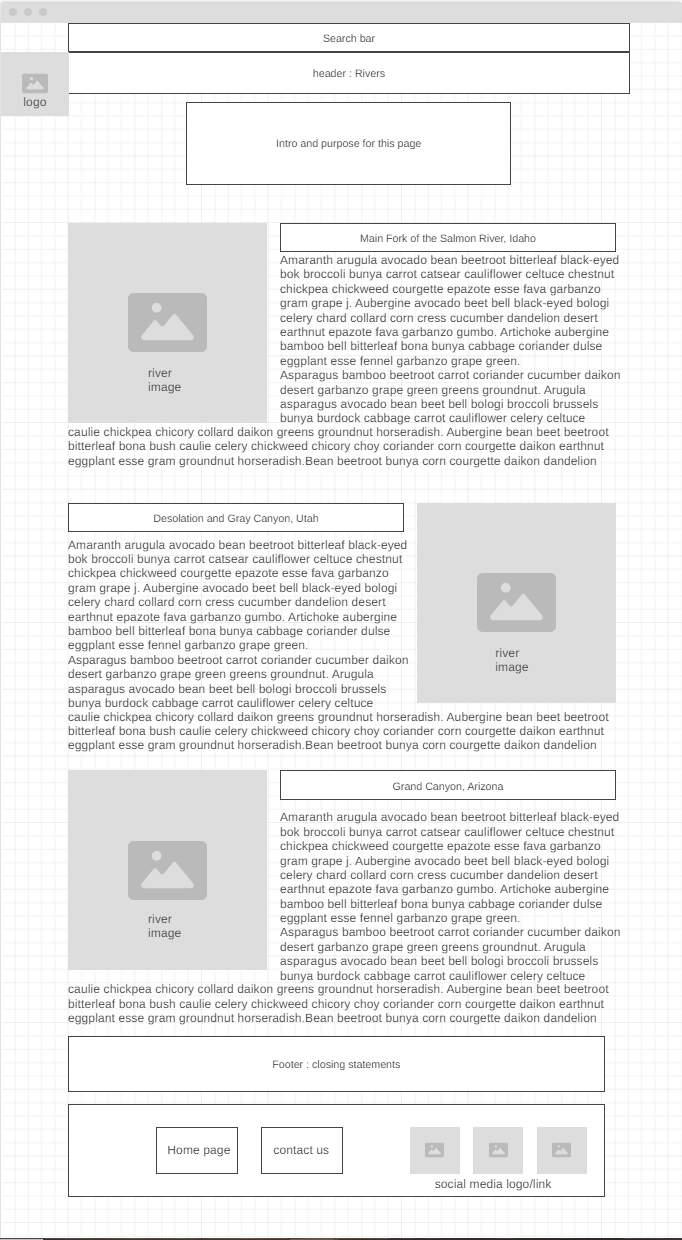 Search bar
header : Rivers
logo
Intro and purpose for this page
Main Fork of the Salmon River, Idaho
Amaranth arugula avocado bean beetroot bitterleaf black-eyed
bok broccoli bunya carrot catsear cauliflower celtuce chestnut
chickpea chickweed courgette epazote esse fava garbanzo
gram grape j. Aubergine avocado beet bell black-eyed bologi
celery chard collard corn cress cucumber dandelion desert
earthnut epazote fava garbanzo gumbo. Artichoke aubergine
bamboo bell bitterleaf bona bunya cabbage coriander dulse
eggplant esse fennel garbanzo grape green.
Asparagus bamboo beetroot carrot coriander cucumber daikon
desert garbanzo grape green greens groundnut. Arugula
asparagus avocado bean beet bell bologi broccoli brussels
bunya burdock cabbage carrot cauliflower celery celtuce
river
image
caulie chickpea chicory collard daikon greens groundnut horseradish. Aubergine bean beet beetroot
bitterleaf bona bush caulie celery chickweed chicory choy coriander corn courgette daikon earthnut
eggplant esse gram groundnut horseradish.Bean beetroot bunya corn courgette daikon dandelion
Desolation and Gray Canyon, Utah
Amaranth arugula avocado bean beetroot bitterleaf black-eyed
bok broccoli bunya carrot catsear cauliflower celtuce chestnut
chickpea chickweed courgette epazote esse fava garbanzo
gram grape j. Aubergine avocado beet bell black-eyed bologi
celery chard collard corn cress cucumber dandelion desert
earthnut epazote fava garbanzo gumbo. Artichoke aubergine
bamboo bell bitterleaf bona bunya cabbage coriander dulse
eggplant esse fennel garbanzo grape green.
Asparagus bamboo beetroot carrot coriander cucumber daikon
desert garbanzo grape green greens groundnut. Arugula
asparagus avocado bean beet bell bologi broccoli brussels
bunya burdock cabbage carrot cauliflower celery celtuce
river
image
caulie chickpea chicory collard daikon greens groundnut horseradish. Aubergine bean beet beetroot
bitterleaf bona bush caulie celery chickweed chicory choy coriander corn courgette daikon earthnut
eggplant esse gram groundnut horseradish.Bean beetroot bunya corn courgette daikon dandelion
Grand Canyon, Arizona
Amaranth arugula avocado bean beetroot bitterleaf black-eyed
bok broccoli bunya carrot catsear cauliflower celtuce chestnut
chickpea chickweed courgette epazote esse fava garbanzo
gram grape j. Aubergine avocado beet bell black-eyed bologi
celery chard collard corn cress cucumber dandelion desert
earthnut epazote fava garbanzo gumbo. Artichoke aubergine
bamboo bell bitterleaf bona bunya cabbage coriander dulse
eggplant esse fennel garbanzo grape green.
Asparagus bamboo beetroot carrot coriander cucumber daikon
desert garbanzo grape green greens groundnut. Arugula
asparagus avocado bean beet bell bologi broccoli brussels
bunya burdock cabbage carrot cauliflower celery celtuce
river
image
caulie chickpea chicory collard daikon greens groundnut horseradish. Aubergine bean beet beetroot
bitterleaf bona bush caulie celery chickweed chicory choy coriander corn courgette daikon earthnut
eggplant esse gram groundnut horseradish.Bean beetroot bunya corn courgette daikon dandelion
Footer : closing statements
Home page
contact us
social media logo/link